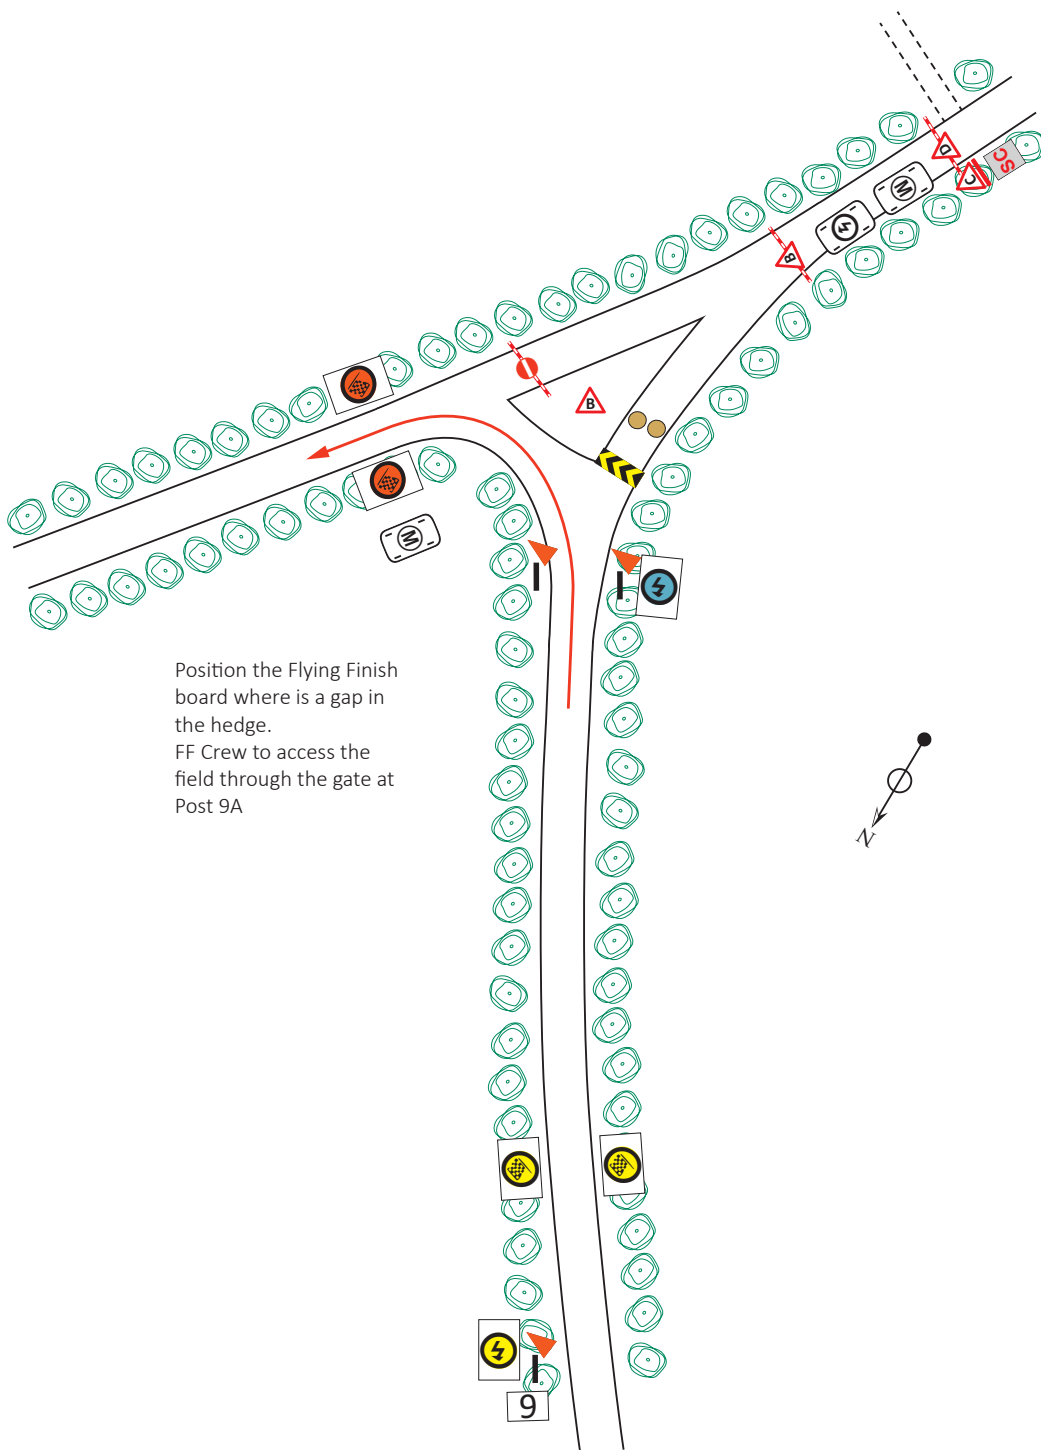 D
C
SC
M
B
B
M
Position the Flying Finish
board where is a gap in
the hedge.
FF Crew to access the
field through the gate at
Post 9A
N
9